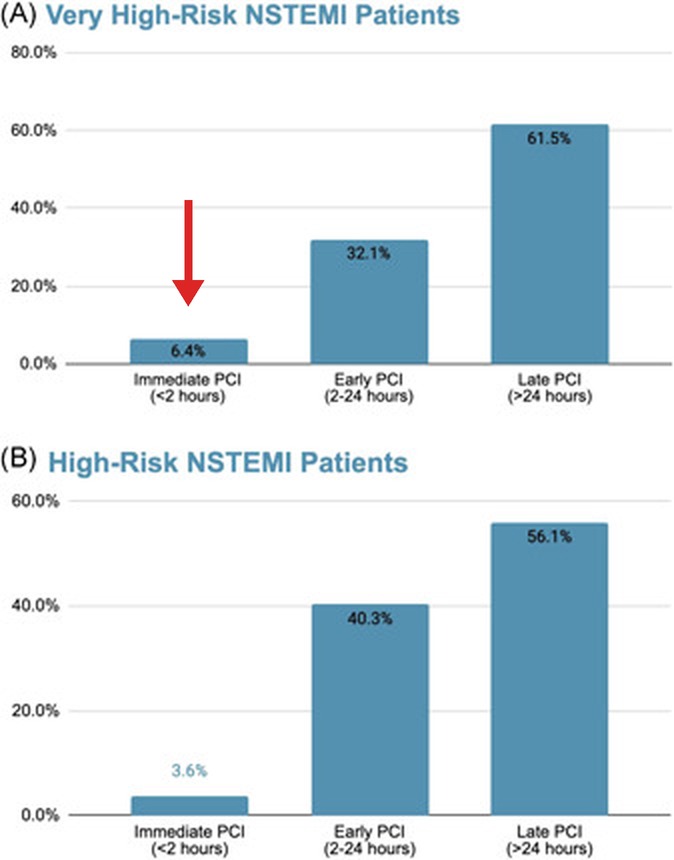 (A) Very High-Risk NSTEMI Patients
80.0%
60.0%
40.0%
20.0%
0.0%
6.4%
32.1%
61.5%
Immediate PCI
(<2 hours)
Early PCI
(2-24 hours)
Late PCI
(>24 hours)
(B) High-Risk NSTEMI Patients
60.0%
40.0%
20.0%
0.0%
3.6%
40.3%
56.1%
Immediate PCI
(<2 hours)
Early PCI
(2-24 hours)
Late PCI
(>24 hours)